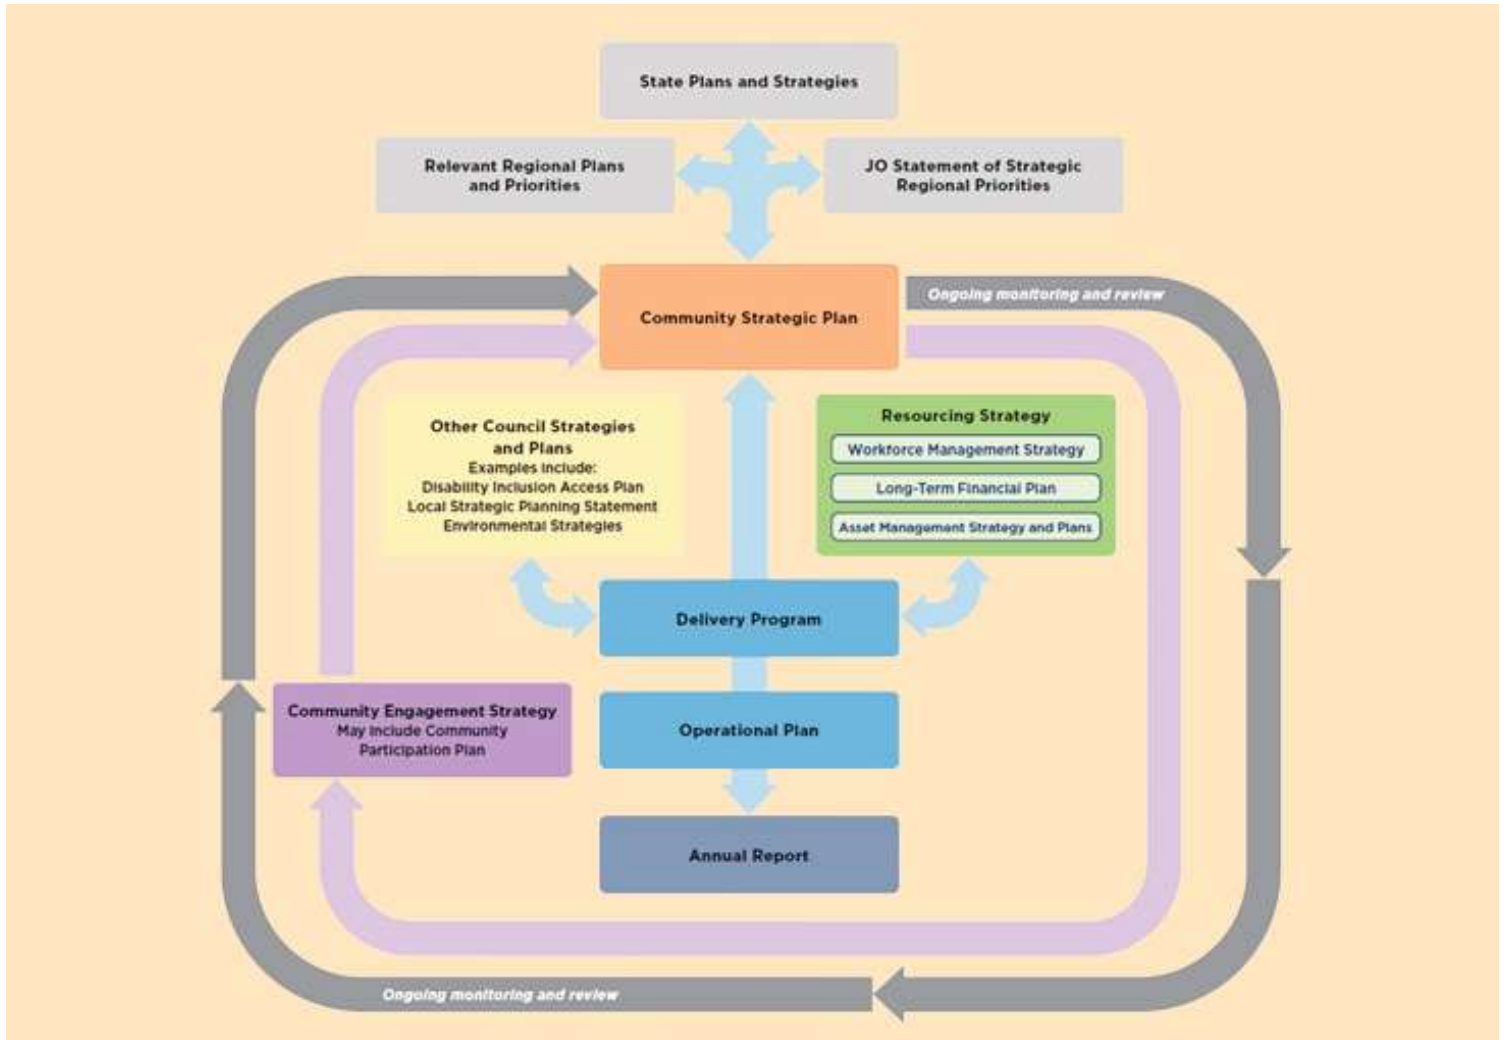 State Plans and Strategies
Relevant Regional Plans
and Priorities
JO Statement of Strategic
Regional Priorities
Community Strategic Plan
Ongoing monitoring and review
Other Council Strategies
and Plans
Examples include:
Disability Inclusion Access Plan
Local Strategic Planning Statement
Environmental Strategies
Resourcing Strategy
Workforce Management Strategy
Long-Term Financial Plan
Asset Management Strategy and Plans
Delivery Program
Community Engagement Strategy
May include Community
Participation Plan
Operational Plan
Annual Report
Ongoing monitoring and review